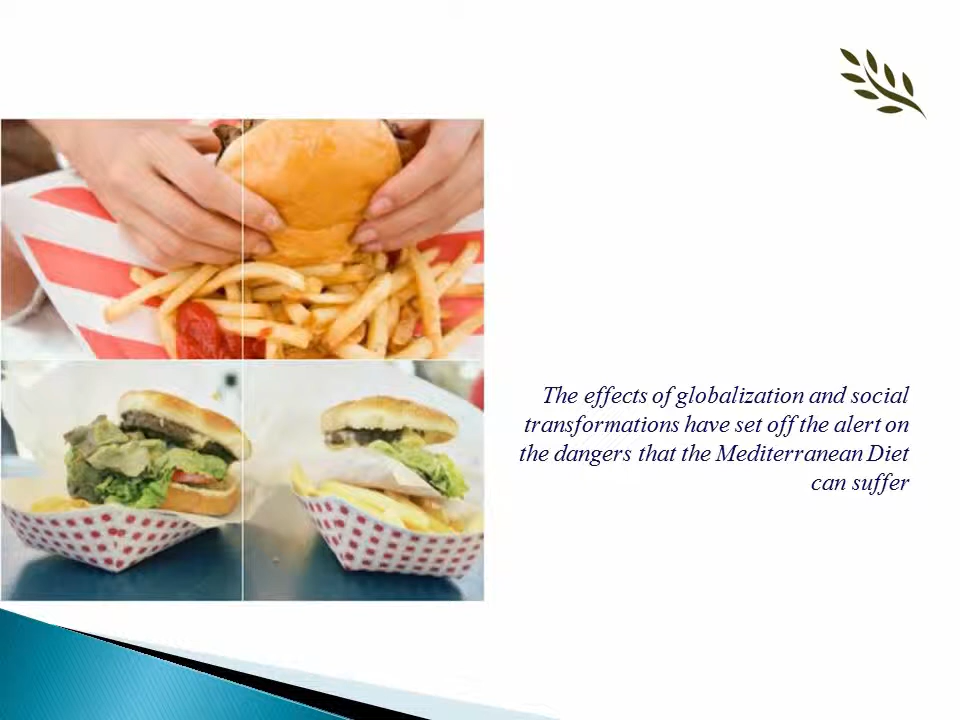 The effects of globalization and social
transformations have set off the alert on
the dangers that the Mediterranean Diet
can suffer